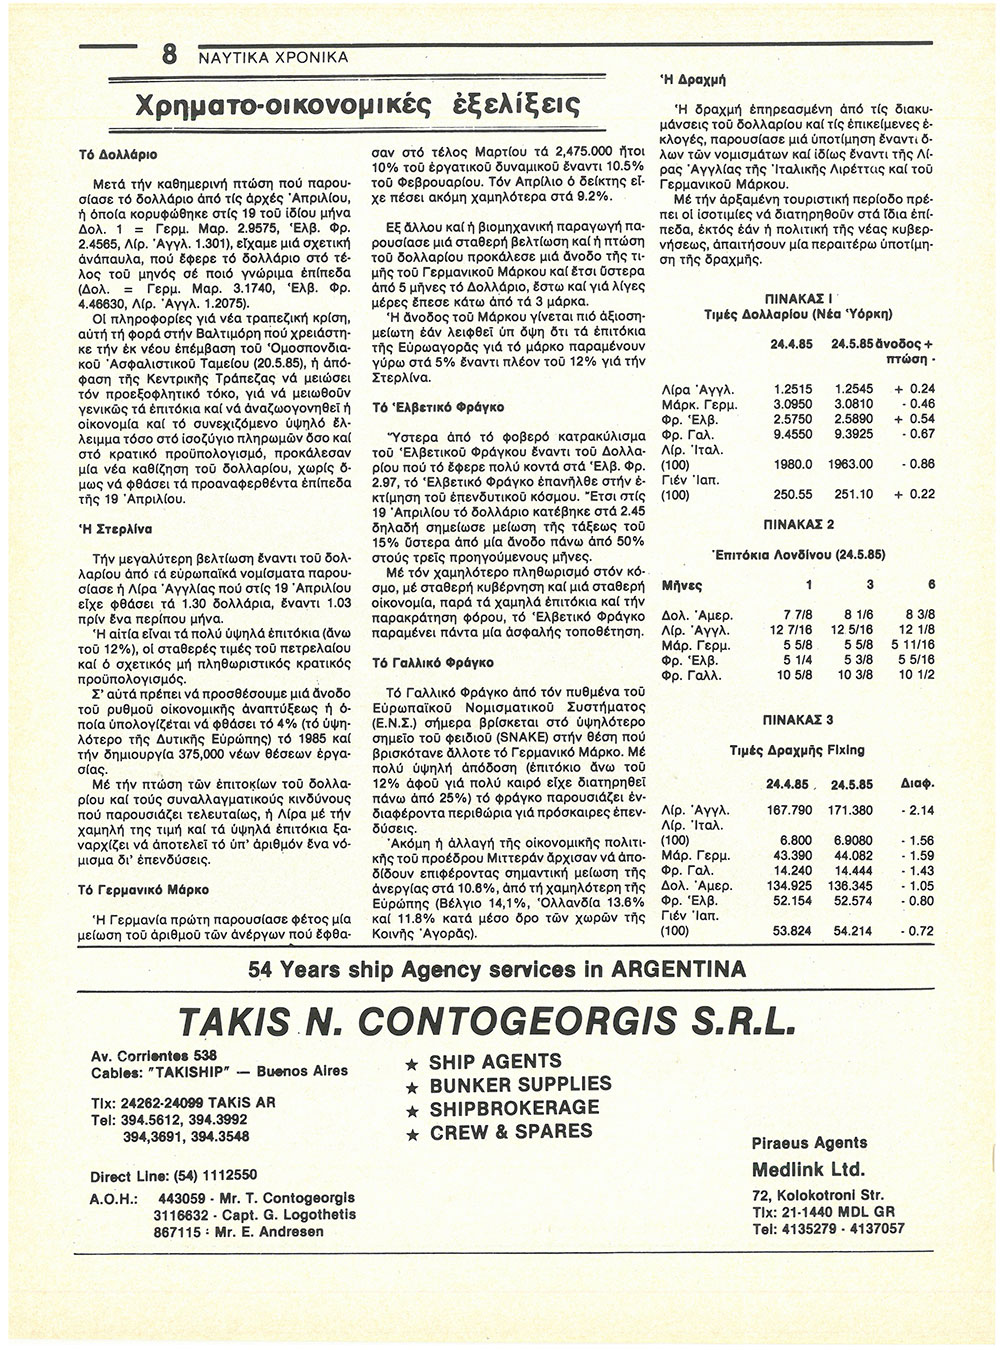 8 ΝΑΥΤΙΚΑ ΧΡΟΝΙΚΑ
Χρηματο-οικονομικές ἐξελίξεις
Τό Δολλάριο
Μετά τήν καθημερινή πτώση πού παρου-
σίασε τό δολλάριο ἀπό τίς ἀρχές Ἀπριλίου,
ἡ ὁποία κορυφώθηκε στίς 19 τοῦ ἰδίου μήνα
Δολ. 1 = Γερμ. Μαρ. 2.9575, Ἑλβ. Φρ.
2.4565, Λίρ. Ἀγγλ. 1.301), εἴχαμε μιά σχετική
ἀνάπαυλα, πού ἔφερε τό δολλάριο στό τέ-
λος τοῦ μηνός σέ ποιό γνώριμα ἐπίπεδα
(Δολ. = Γερμ. Μαρ. 3.1740, Ἑλβ. Φρ.
4.46630, Λίρ. Ἀγγλ. 1.2075).
Οἱ πληροφορίες γιά νέα τραπεζική κρίση,
αὐτή τή φορά στήν Βαλτιμόρη πού χρειάστη-
κε τήν ἐκ νέου ἐπέμβαση τοῦ Ὁμοσπονδια-
κοῦ Ἀσφαλιστικοῦ Ταμείου (20.5.85), ἡ ἀπό-
φαση τῆς Κεντρικῆς Τράπεζας νά μειώσει
τόν προεξοφλητικό τόκο, γιά νά μειωθοῦν
γενικῶς τά ἐπιτόκια καί νά ἀναζωογονηθεῖ ἡ
οἰκονομία καί τό συνεχιζόμενο ὑψηλό ἔλ-
λειμμα τόσο στό ἰσοζύγιο πληρωμῶν ὅσο καί
στό κρατικό προϋπολογισμό, προκάλεσαν
μία νέα καθίζηση τοῦ δολλαρίου, χωρίς ὅ-
μως νά φθάσει τά προαναφερθέντα ἐπίπεδα
τῆς 19 Ἀπριλίου.
Ἡ Στερλίνα
Τήν μεγαλύτερη βελτίωση ἔναντι τοῦ δολ-
λαρίου ἀπό τά εὐρωπαϊκά νομίσματα παρου-
σίασε ἡ Λίρα Ἀγγλίας πού στίς 19 Ἀπριλίου
εἶχε φθάσει τά 1.30 δολλάρια, ἔναντι 1.03
πρίν ἕνα περίπου μήνα.
Ἡ αἰτία εἶναι τά πολύ ὑψηλά ἐπιτόκια (ἄνω
τοῦ 12%), οἱ σταθερές τιμές τοῦ πετρελαίου
καί ὁ σχετικός μή πληθωριστικός κρατικός
προϋπολογισμός.
Σ' αὐτά πρέπει νά προσθέσουμε μιά ἄνοδο
τοῦ ρυθμοῦ οἰκονομικῆς ἀναπτύξεως ἡ ὁ-
ποία ὑπολογίζεται νά φθάσει τό 4% (τό ὑψη-
λότερο τῆς Δυτικῆς Εὐρώπης) τό 1985 καί
τήν δημιουργία 375,000 νέων θέσεων ἐργα-
σίας.
Μέ τήν πτώση τῶν ἐπιτοκίων τοῦ δολλα-
ρίου καί τούς συναλλαγματικούς κινδύνους
πού παρουσιάζει τελευταίως, ἡ Λίρα μέ τήν
χαμηλή της τιμή καί τά ὑψηλά ἐπιτόκια ξα-
ναρχίζει νά ἀποτελεῖ τό ὑπ' ἀριθμόν ἕνα νό-
μισμα δι' ἐπενδύσεις.
Τό Γερμανικό Μάρκο
Ἡ Γερμανία πρώτη παρουσίασε φέτος μία
μείωση τοῦ ἀριθμοῦ τῶν ἀνέργων πού ἔφθα-
σαν στό τέλος Μαρτίου τά 2,475.000 ἤτοι
10% τοῦ ἐργατικοῦ δυναμικοῦ ἔναντι 10.5%
τοῦ Φεβρουαρίου. Τόν Ἀπρίλιο ὁ δείκτης εἶ-
χε πέσει ἀκόμη χαμηλότερα στά 9.2%.
Ἐξ ἄλλου καί ἡ βιομηχανική παραγωγή πα-
ρουσίασε μιά σταθερή βελτίωση καί ἡ πτώση
τοῦ δολλαρίου προκάλεσε μιά ἄνοδο τῆς τι-
μῆς τοῦ Γερμανικοῦ Μάρκου καί ἔτσι ὕστερα
ἀπό 5 μῆνες τό Δολλάριο, ἔστω καί γιά λίγες
μέρες ἔπεσε κάτω ἀπό τά 3 μάρκα.
Ἡ ἄνοδος τοῦ Μάρκου γίνεται πιό ἀξιοση-
μείωτη ἐάν λειφθεῖ ὑπ ὄψη ὅτι τά ἐπιτόκια
τῆς Εὐρωαγορᾶς γιά τό μάρκο παραμένουν
γύρω στά 5% ἔναντι πλέον τοῦ 12% γιά τήν
Στερλίνα.
Τό Ἑλβετικό Φράγκο
Ὕστερα ἀπό τό φοβερό κατρακύλισμα
τοῦ Ἑλβετικοῦ Φράγκου ἔναντι τοῦ Δολλα-
ρίου πού τό ἔφερε πολύ κοντά στά Ἑλβ. Φρ.
2.97, τό Ἑλβετικό Φράγκο ἐπανῆλθε στήν ἐ-
κτίμηση τοῦ ἐπενδυτικοῦ κόσμου. Ἔτσι στίς
19 Ἀπριλίου τό δολλάριο κατέβηκε στά 2.45
δηλαδή σημείωσε μείωση τῆς τάξεως τοῦ
15% ὕστερα ἀπό μία ἄνοδο πάνω ἀπό 50%
στούς τρεῖς προηγούμενους μῆνες.
Μέ τόν χαμηλότερο πληθωρισμό στόν κό-
σμο, μέ σταθερή κυβέρνηση καί μιά σταθερή
οἰκονομία, παρά τά χαμηλά ἐπιτόκια καί τήν
παρακράτηση φόρου, τό Ἑλβετικό Φράγκο
παραμένει πάντα μία ἀσφαλής τοποθέτηση.
Τό Γαλλικό Φράγκο
Τό Γαλλικό Φράγκο ἀπό τόν πυθμένα τοῦ
Εὐρωπαϊκοῦ Νομισματικοῦ Συστήματος
(Ε.Ν.Σ.) σήμερα βρίσκεται στό ὑψηλότερο
σημεῖο τοῦ φειδιοῦ (SNAKE) στήν θέση πού
βρισκότανε ἄλλοτε τό Γερμανικό Μάρκο. Μέ
πολύ ὑψηλή ἀπόδοση (ἐπιτόκιο ἄνω τοῦ
12% ἀφοῦ γιά πολύ καιρό εἶχε διατηρηθεῖ
πάνω ἀπό 25%) τό φράγκο παρουσιάζει ἐν-
διαφέροντα περιθώρια γιά πρόσκαιρες ἐπεν-
δύσεις.
Ἀκόμη ἡ ἀλλαγή τῆς οἰκονομικῆς πολιτι-
κῆς τοῦ προέδρου Μιττεράν ἄρχισαν νά ἀπο-
δίδουν ἐπιφέροντας σημαντική μείωση τῆς
ἀνεργίας στά 10.6%, ἀπό τή χαμηλότερη τῆς
Εὐρώπης (Βέλγιο 14,1%, Ὁλλανδία 13.6%
καί 11.8% κατά μέσο ὅρο τῶν χωρῶν τῆς
Κοινῆς Ἀγορᾶς).
Ἡ Δραχμή
Ἡ δραχμή ἐπηρεασμένη ἀπό τίς διακυ-
μάνσεις τοῦ δολλαρίου καί τίς ἐπικείμενες ἐ-
κλογές, παρουσίασε μιά ὑποτίμηση ἔναντι ὅ-
λων τῶν νομισμάτων καί ἰδίως ἔναντι τῆς Λί-
ρας Ἀγγλίας τῆς Ἰταλικῆς Λιρέττας καί τοῦ
Γερμανικοῦ Μάρκου.
Μέ τήν ἀρξαμένη τουριστική περίοδο πρέ-
πει οἱ ἰσοτιμίες νά διατηρηθοῦν στά ἴδια ἐπί-
πεδα, ἐκτός ἐάν ἡ πολιτική τῆς νέας κυβερ-
νήσεως, ἀπαιτήσουν μία περαιτέρω ὑποτίμη-
ση τῆς δραχμῆς.
ΠΙΝΑΚΑΣ Ι
Τιμές Δολλαρίου (Νέα Ὑόρκη)
24.4.85 24.5.85 ἄνοδος +
πτώση -
Λίρα Ἀγγλ. 1.2515 1.2545 + 0.24
Μάρκ. Γερμ. 3.0950 3.0810 - 0.46
Φρ. Ἑλβ. 2.5750 2.5890 + 0.54
Φρ. Γαλ. 9.4550 9.3925 - 0.67
Λίρ. Ἰταλ.
(100) 1980.0 1963.00 - 0.86
Γιέν Ἰαπ.
(100) 250.55 251.10 + 0.22
ΠΙΝΑΚΑΣ 2
Ἐπιτόκια Λονδίνου (24.5.85)
Μῆνες 1 3 6
Δολ. Ἀμερ. 7 7/8 8 1/6 8 3/8
Λίρ. Ἀγγλ. 12 7/16 12 5/16 12 1/8
Μάρ. Γερμ. 5 5/8 5 5/8 5 11/16
Φρ. Ἑλβ. 5 1/4 5 3/8 5 5/16
Φρ. Γαλλ. 10 5/8 10 3/8 10 1/2
ΠΙΝΑΚΑΣ 3
Τιμές Δραχμῆς Fixing
24.4.85 24.5.85 Διαφ.
Λίρ. Ἀγγλ. 167.790 171.380 - 2.14
Λίρ. Ἰταλ.
(100) 6.800 6.9080 - 1.56
Μάρ. Γερμ. 43.390 44.082 - 1.59
Φρ. Γαλ. 14.240 14.444 - 1.43
Δολ. Ἀμερ. 134.925 136.345 - 1.05
Φρ. Ἑλβ. 52.154 52.574 - 0.80
Γιέν Ἰαπ.
(100) 53.824 54.214 - 0.72
54 Years ship Agency services in ARGENTINA
TAKIS N. CONTOGEORGIS S.R.L.
Av. Corrientes 538
Cables: "TAKISHIP" — Buenos Aires
Tlx: 24262-24099 TAKiS AR
Tel: 394.5612, 394.3992
394,3691, 394.3548
Direct Line: (54) 1112550
A.O.H.: 443059 - Mr. T. Contogeorgis
3116632 - Capt. G. Logothetis
867115 : Mr. E. Andresen
★ SHIP AGENTS
★ BUNKER SUPPLIES
★ SHIPBROKERAGE
★ CREW & SPARES
Piraeus Agents
Medlink Ltd.
72, Kolokotroni Str.
Tlx: 21-1440 MDL GR
Tel: 4135279 - 4137057